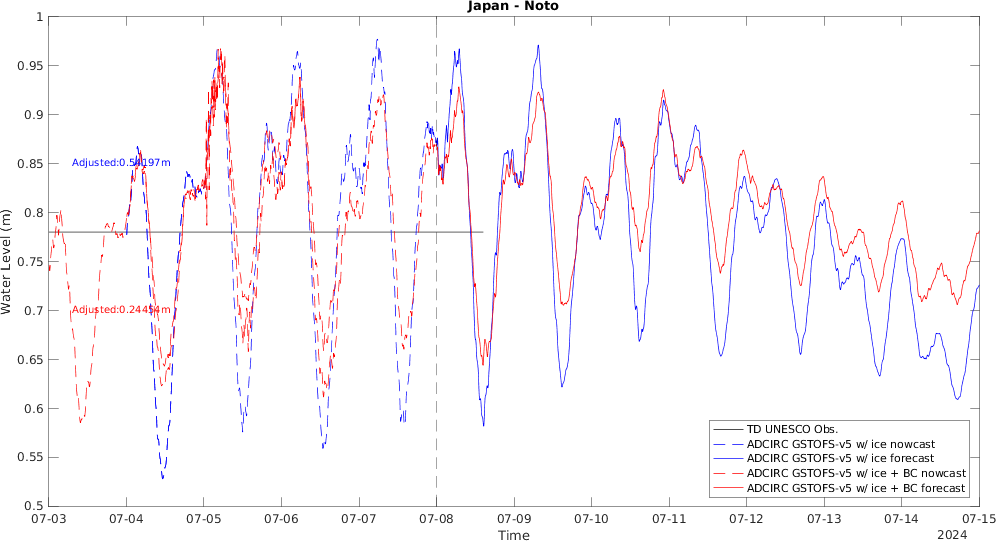 Japan - Noto
1
0.95
0.9
0.85
0.8
0.75
0.7
0.65
0.6
0.55
0.5
Water Level (m)
Adjusted:0.54197m
Adjusted:0.24454m
TD UNESCO Obs.
ADCIRC GSTOFS-v5 w/ ice nowcast
ADCIRC GSTOFS-v5 w/ ice forecast
ADCIRC GSTOFS-v5 w/ ice + BC nowcast
ADCIRC GSTOFS-v5 w/ ice + BC forecast
07-03 07-04 07-05 07-06 07-07 07-08 07-09 07-10 07-11 07-12 07-13 07-14 07-15
Time
2024